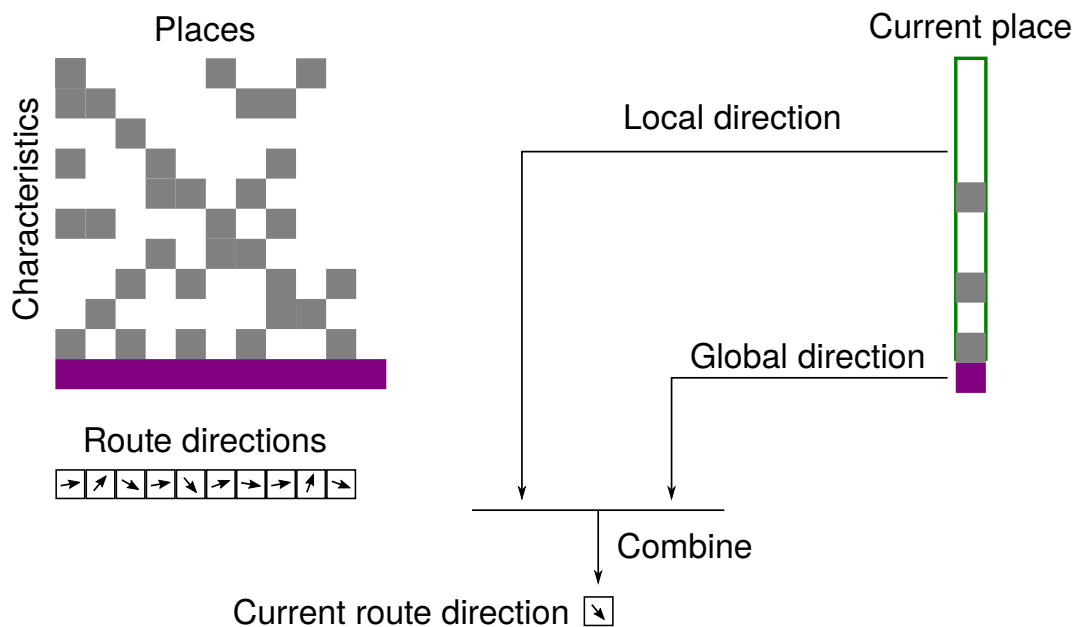 Places
Current place
Characteristics
Local direction
Global direction
Route directions
Combine
Current route direction